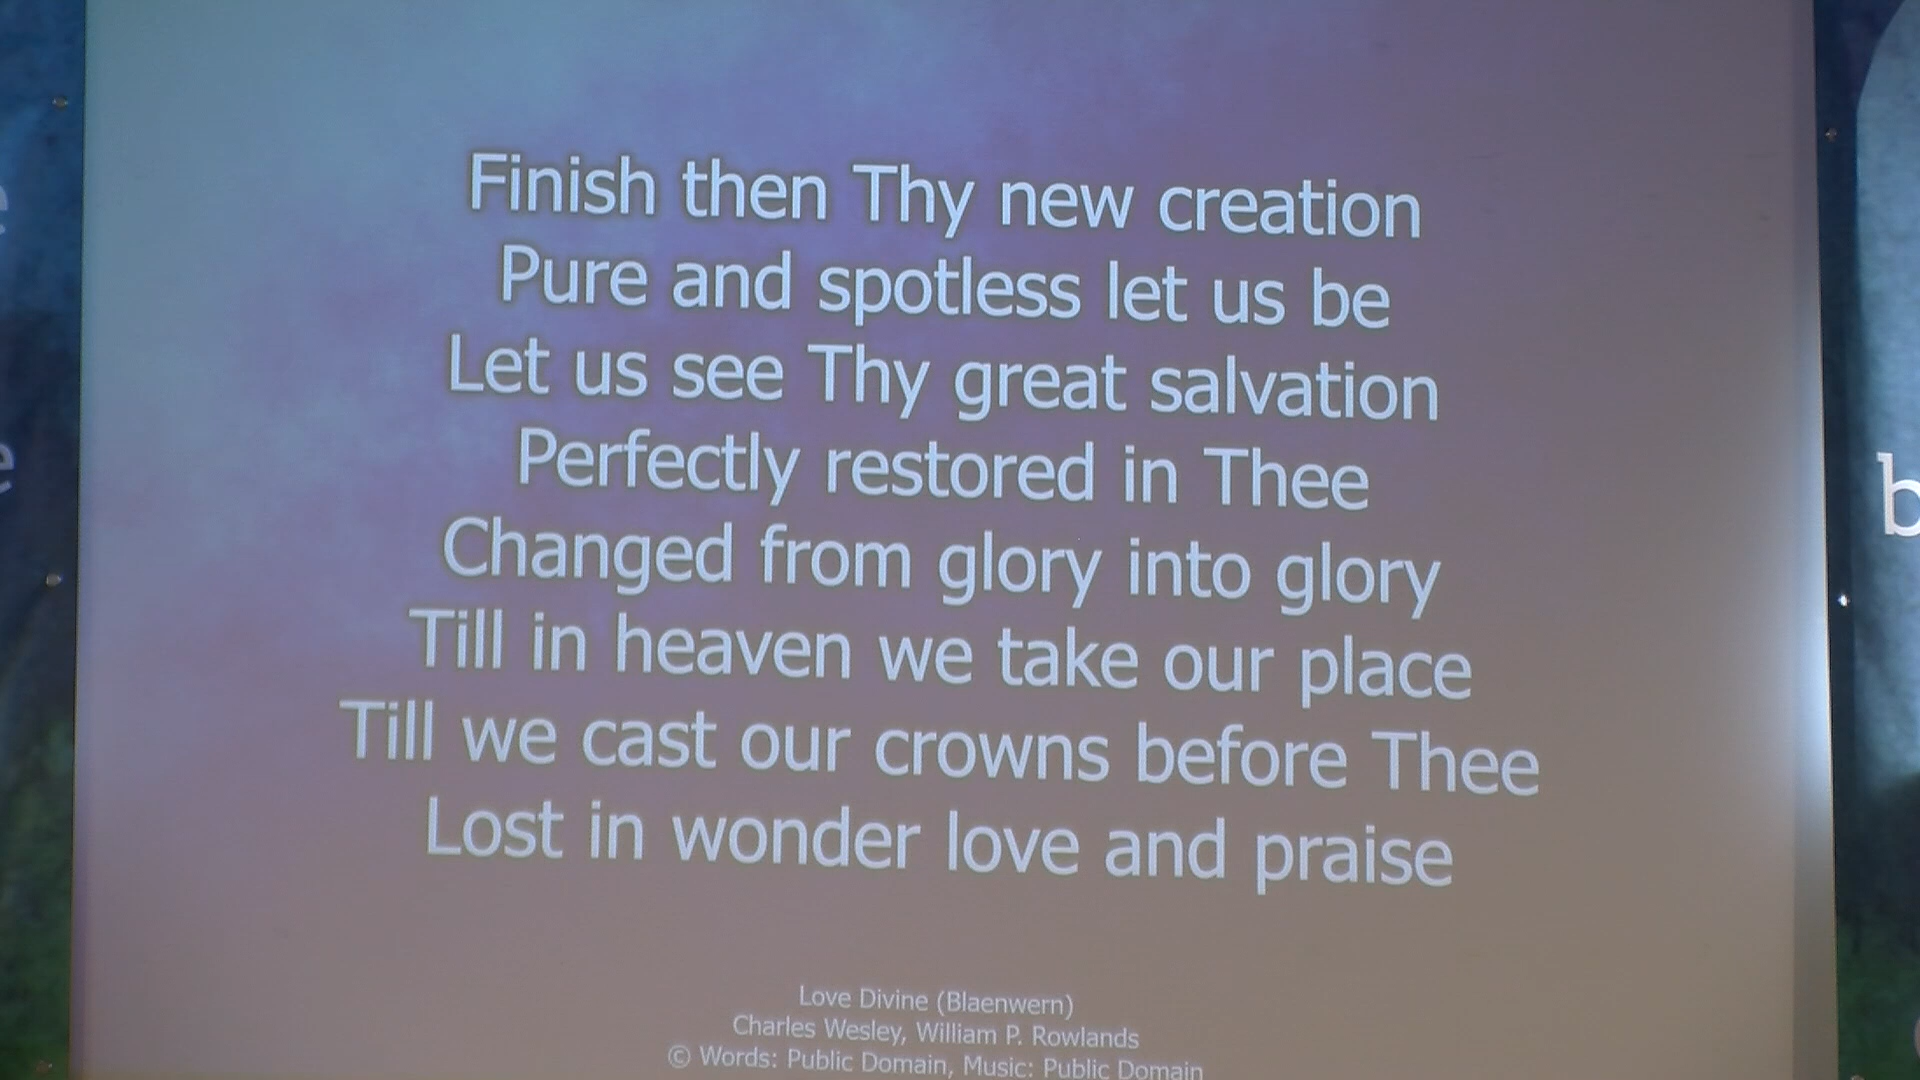 Finish then Thy new creation
Pure and spotless let us be
Let us see Thy great salvation
Perfectly restored in Thee
Changed from glory into glory
Till in heaven we take our place
Till we cast our crowns before Thee
Lost in wonder love and praise
Love Divine (Blaenwern)
Charles Wesley, William P. Rowlands
© Words: Public Domain, Music: Public Domain